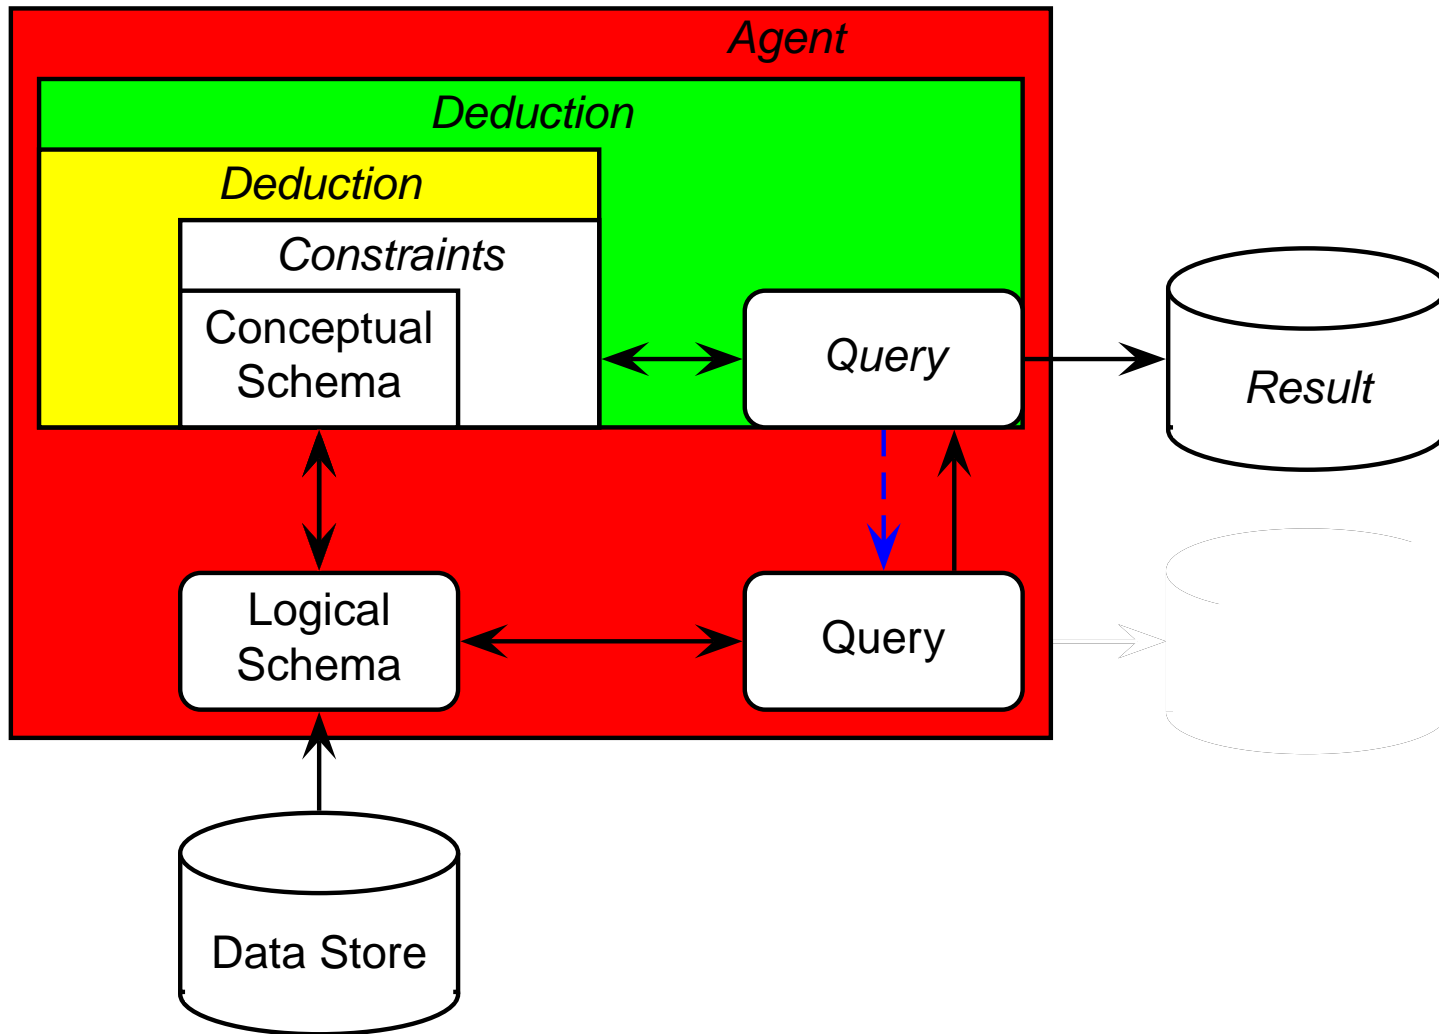 Agent
Deduction
Deduction
Constraints
Conceptual
Schema
Query
Result
Logical
Schema
Query
Data Store